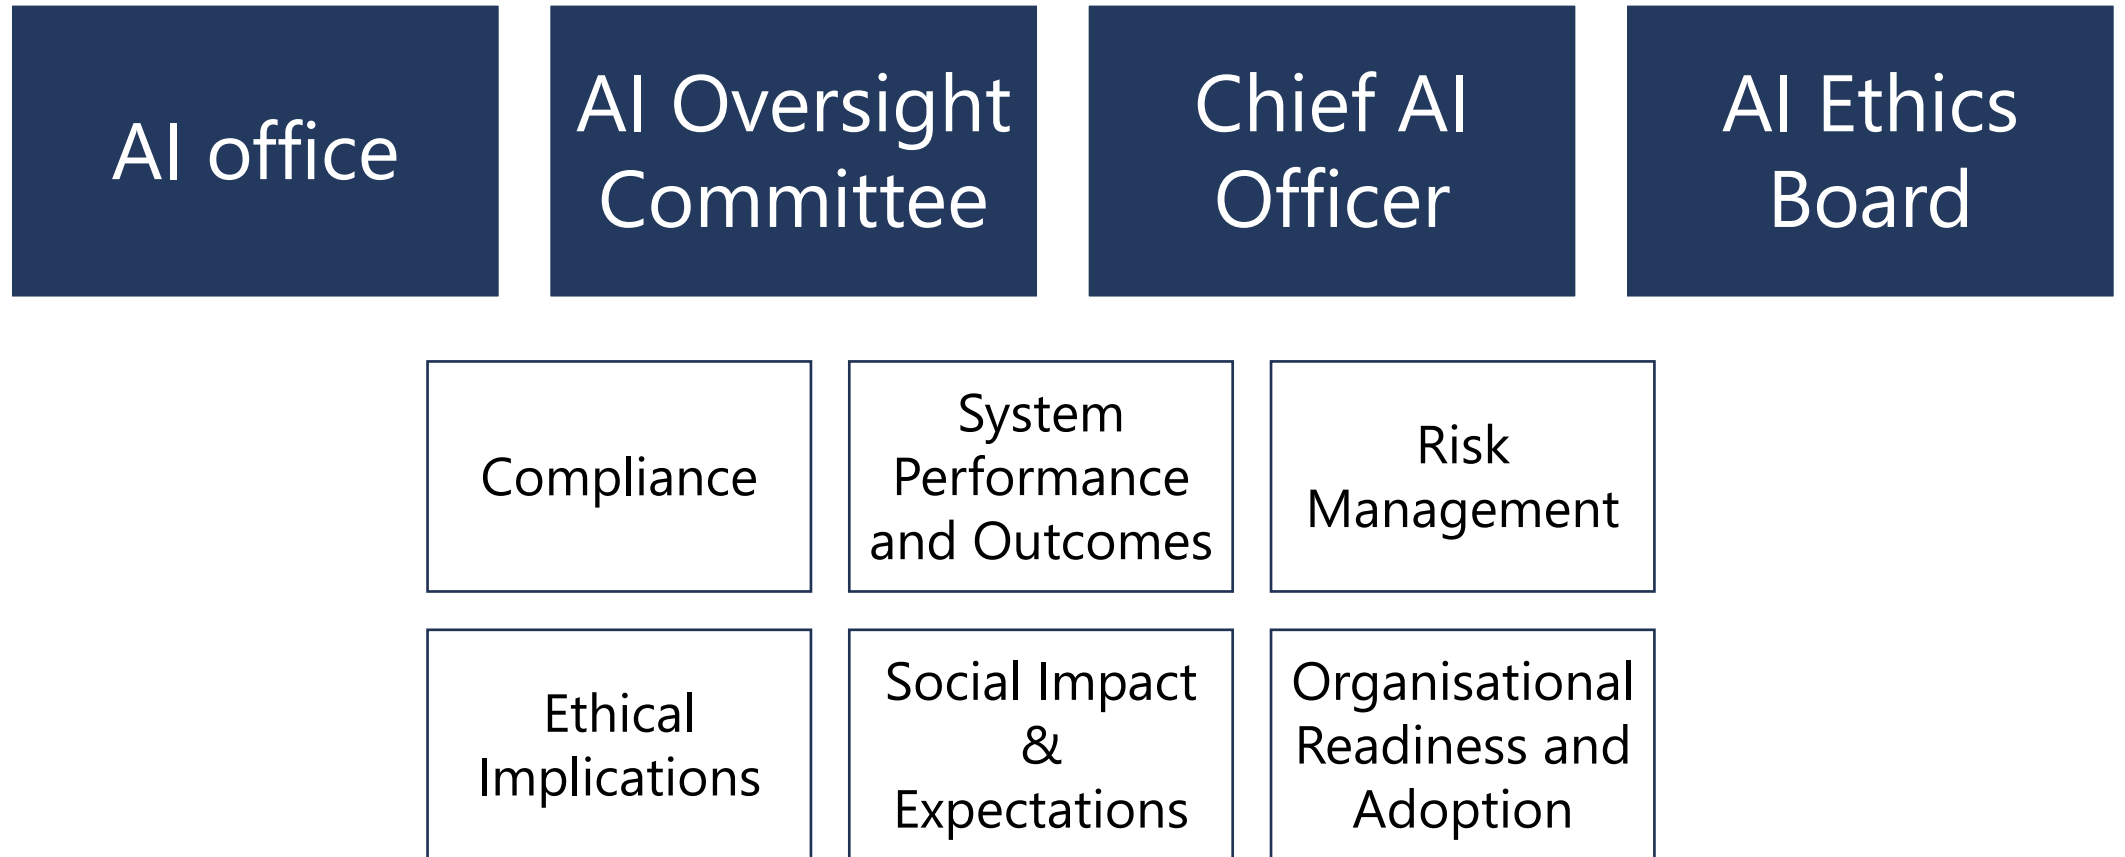 AI office
AI Oversight
Committee
Chief AI
Officer
AI Ethics
Board
Compliance
System
Performance
and Outcomes
Risk
Management
Ethical
Implications
Social Impact
&
Expectations
Organisational
Readiness and
Adoption